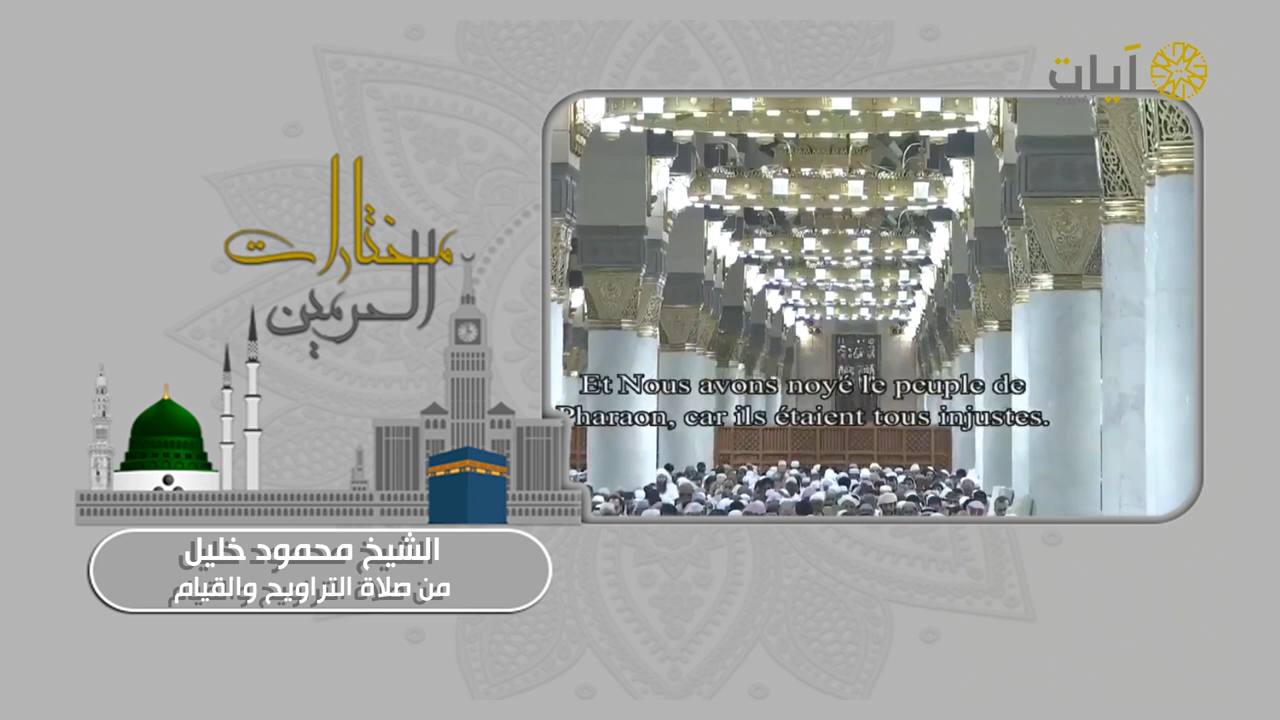 آيات
مختارات
الحرمين
Et Nous avons noyé le peuple de
Pharaon, car ils étaient tous injustes.
الشيخ محمود خليل
من صلاة التراويح والقيام